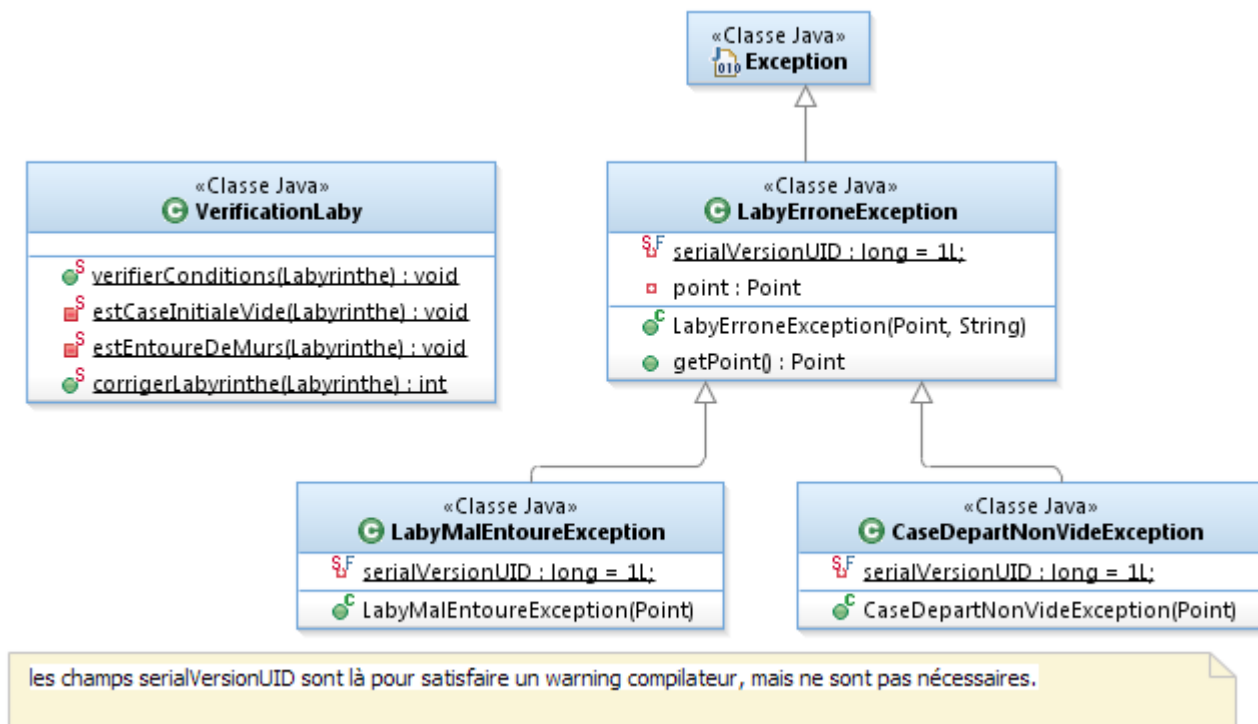 «Classe Java»
Exception
«Classe Java»
VerificationLaby
verifierConditions(Labyrinthe) : void
estCaseInitialeVide(Labyrinthe) : void
estEntoureDeMurs(Labyrinthe) : void
corrigerLabyrinthe(Labyrinthe) : int
«Classe Java»
LabyErroneException
serialVersionUID : long = 1L;
point : Point
LabyErroneException(Point, String)
getPoint() : Point
«Classe Java»
LabyMalEntoureException
serialVersionUID : long = 1L;
LabyMalEntoureException(Point)
«Classe Java»
CaseDepartNonVideException
serialVersionUID : long = 1L;
CaseDepartNonVideException(Point)
les champs serialVersionUID sont là pour satisfaire un warning compilateur, mais ne sont pas nécessaires.